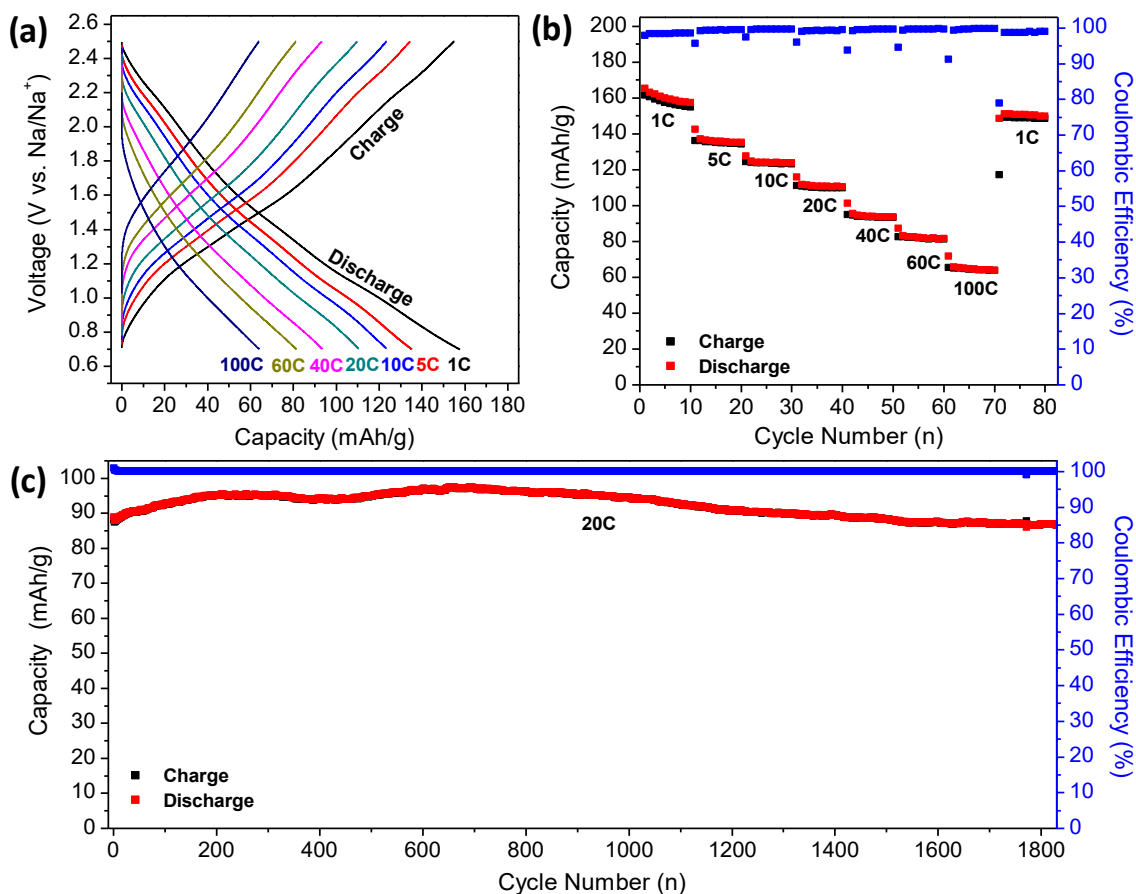 (a)
2.6
2.4
2.2
2.0
1.8
1.6
1.4
1.2
1.0
0.8
0.6
Voltage (V vs. Na/Na+)
Charge
Discharge
100C 60C 40C 20C 10C 5C 1C
0 20 40 60 80 100 120 140 160 180
Capacity (mAh/g)
(b)
200
180
160
140
120
100
80
60
40
20
0
Capacity (mAh/g)
1C
5C
10C
20C
40C
60C
100C
1C
Charge
Discharge
0 10 20 30 40 50 60 70 80
Cycle Number (n)
100
90
80
70
60
50
40
30
20
10
0
Coulombic Efficiency (%)
(c)
100
90
80
70
60
50
40
30
20
10
0
Capacity (mAh/g)
20C
Charge
Discharge
0 200 400 600 800 1000 1200 1400 1600 1800
Cycle Number (n)
100
90
80
70
60
50
40
30
20
10
0
Coulombic Efficiency (%)